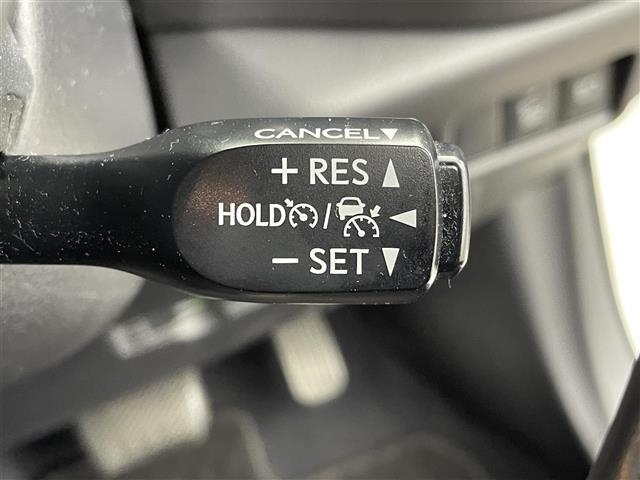 CANCEL▼
+ RES ▲
HOLD / ◀
− SET ▼